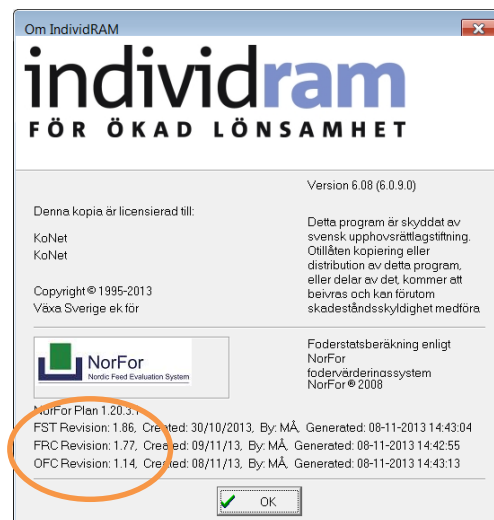 Om IndividRAM
individram
FÖR ÖKAD LÖNSAMHET
Version 6.08 (6.0.9.0)
Denna kopia är licensierad till:
KoNet
KoNet
Copyright © 1995-2013
Växa Sverige ek för
Detta program är skyddat av
svensk upphovsrättlagstiftning.
Otillåten kopiering eller
distribution av detta program,
eller delar av det, kommer att
beivras och kan förutom
skadeståndsskyldighet medföra
NorFor
Nordic Feed Evaluation System
Foderstatsberäkning enligt
NorFor
fodervärderingssystem
NorFor® 2008
NorFor Plan 1.20.3.1
FST Revision: 1.86, Created: 30/10/2013, By: MÅ, Generated: 08-11-2013 14:43:04
FRC Revision: 1.77, Created: 09/11/13, By: MÅ, Generated: 08-11-2013 14:42:55
OFC Revision: 1.14, Created: 08/11/13, By: MÅ, Generated: 08-11-2013 14:43:13
OK